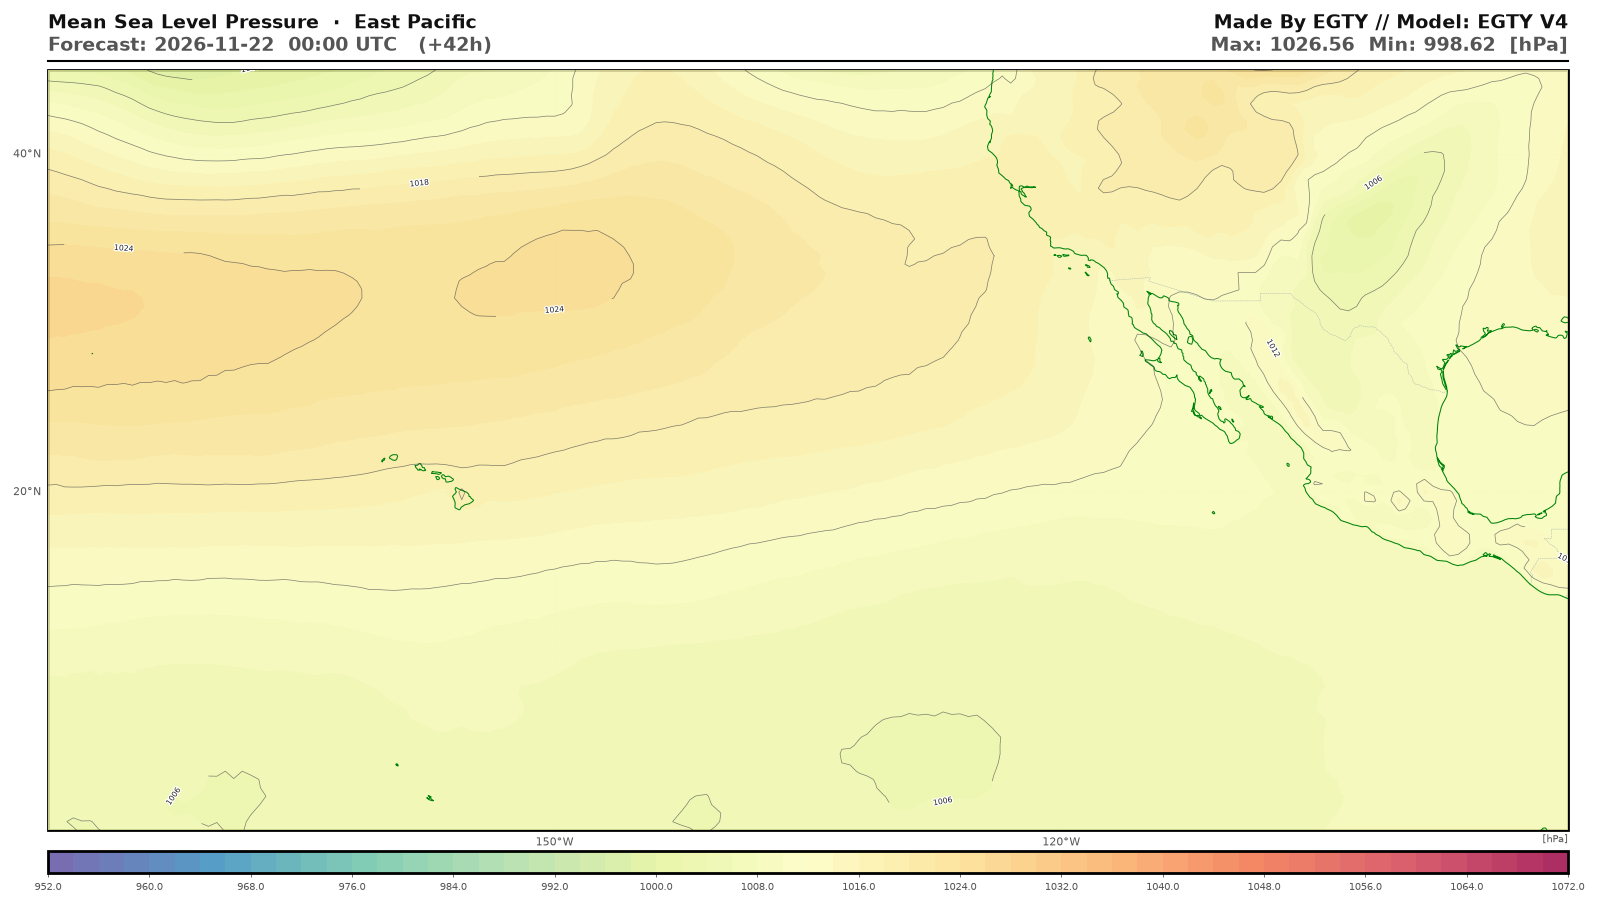 Mean Sea Level Pressure · East Pacific
Made By EGTY // Model: EGTY V4
Forecast: 2026-11-22 00:00 UTC (+42h)
Max: 1026.56 Min: 998.62 [hPa]
40°N
1018
1006
1024
1024
1012
20°N
1006
1006
150°W
120°W
[hPa]
952.0
960.0
968.0
976.0
984.0
992.0
1000.0
1008.0
1016.0
1024.0
1032.0
1040.0
1048.0
1056.0
1064.0
1072.0